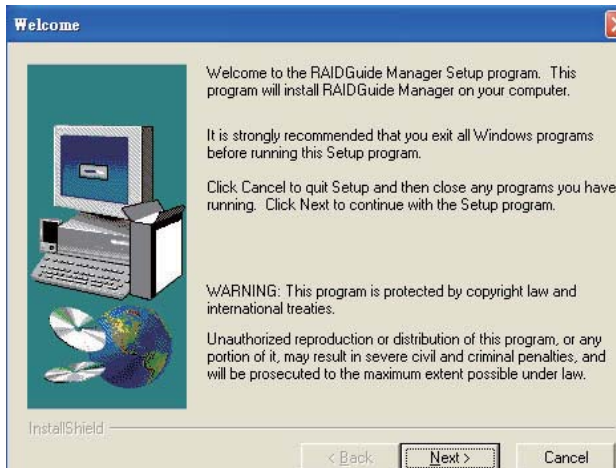 Welcome
Welcome to the RAIDGuide Manager Setup program. This
program will install RAIDGuide Manager on your computer.
It is strongly recommended that you exit all Windows programs
before running this Setup program.
Click Cancel to quit Setup and then close any programs you have
running. Click Next to continue with the Setup program.
WARNING: This program is protected by copyright law and
international treaties.
Unauthorized reproduction or distribution of this program, or any
portion of it, may result in severe civil and criminal penalties, and
will be prosecuted to the maximum extent possible under law.
InstallShield
< Back Next > Cancel